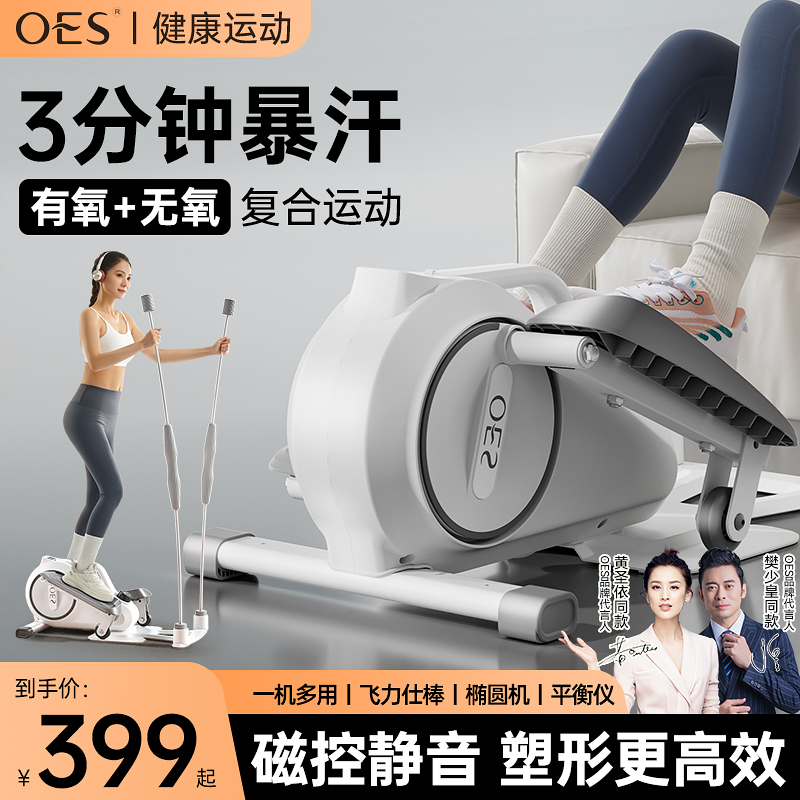 OES® | 健康运动
3分钟暴汗
有氧+无氧 复合运动
OES
OES
黄圣依同款
OES品牌代言人
樊少皇同款
OES品牌代言人
到手价:
¥399起
一机多用 | 飞力仕棒 | 椭圆机 | 平衡仪
磁控静音 塑形更高效